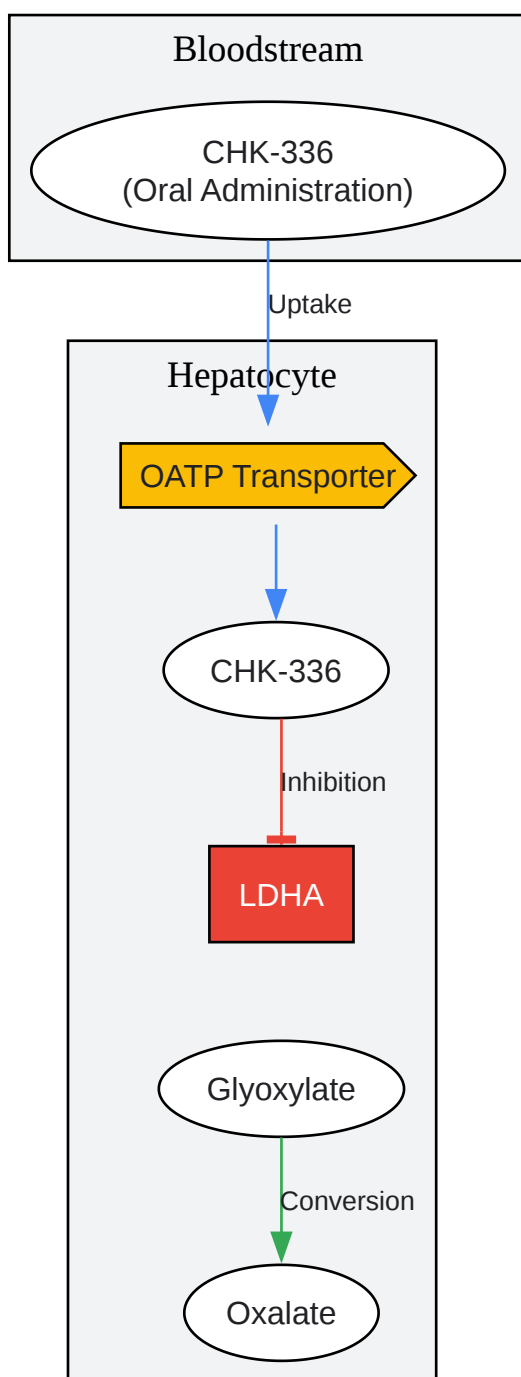 Bloodstream
CHK-336
(Oral Administration)
Uptake
Hepatocyte
OATP Transporter
CHK-336
Inhibition
LDHA
Glyoxylate
Conversion
Oxalate